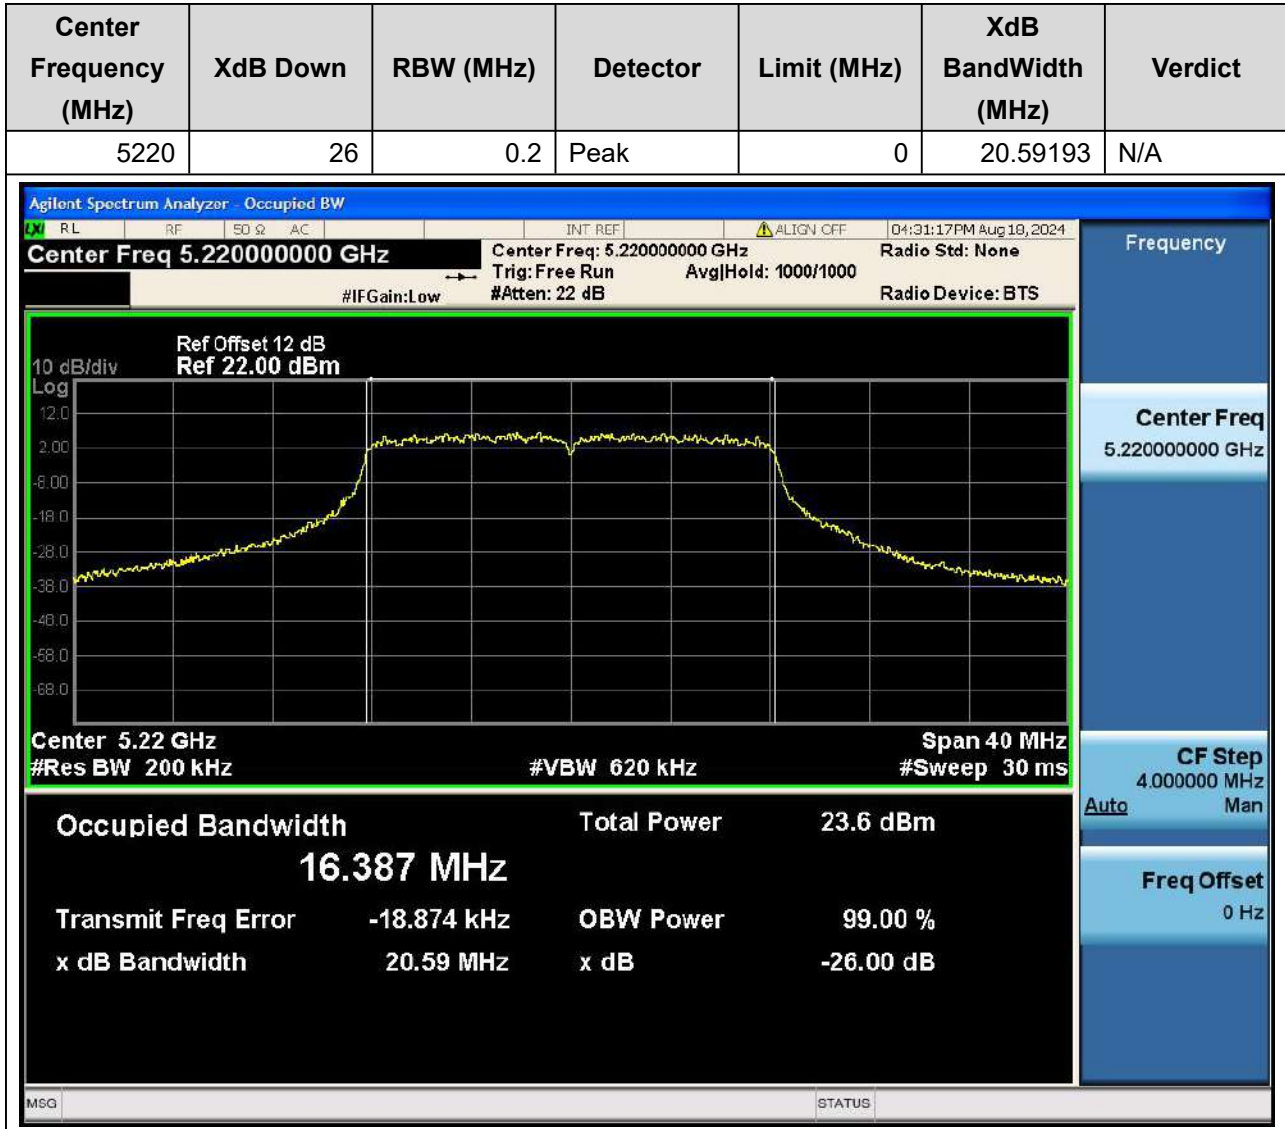 Center Frequency (MHz) XdB Down RBW (MHz) Detector Limit (MHz) XdB BandWidth (MHz) Verdict
5220 26 0.2 Peak 0 20.59193 N/A
Agilent Spectrum Analyzer - Occupied BW
LXI RL RF 50 Ω AC INT REF ALIGN OFF 04:31:17PM Aug 18, 2024
Center Freq 5.220000000 GHz
Center Freq: 5.220000000 GHz
Radio Std: None
Trig: Free Run Avg|Hold: 1000/1000
#IFGain:Low
#Atten: 22 dB
Radio Device: BTS
Ref Offset 12 dB
10 dB/div Ref 22.00 dBm
Log
12.0
2.00
-8.00
-18.0
-28.0
-38.0
-48.0
-58.0
-68.0
Center 5.22 GHz Span 40 MHz
#Res BW 200 kHz #VBW 620 kHz #Sweep 30 ms
Occupied Bandwidth Total Power 23.6 dBm
16.387 MHz
Transmit Freq Error -18.874 kHz OBW Power 99.00 %
x dB Bandwidth 20.59 MHz x dB -26.00 dB
MSG STATUS
Frequency
Center Freq
5.220000000 GHz
CF Step
4.000000 MHz
Auto Man
Freq Offset
0 Hz